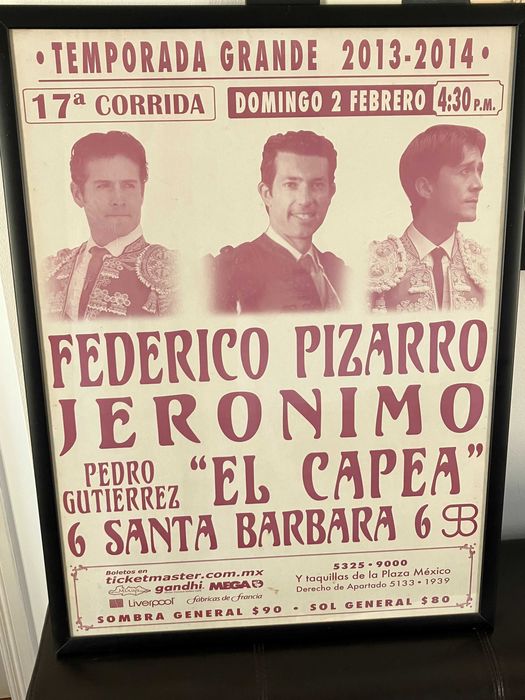 • TEMPORADA GRANDE 2013-2014 •
17ª CORRIDA DOMINGO 2 FEBRERO 4:30 P.M.
FEDERICO PIZARRO
JERONIMO
PEDRO GUTIERREZ "EL CAPEA"
6 SANTA BARBARA 6 SB
Boletos en
ticketmaster.com.mx
gandhi. MEGA
Liverpool Fábricas de Francia
5325 • 9000
Y taquillas de la Plaza México
Derecho de Apartado 5133 • 1939
SOMBRA GENERAL $90 • SOL GENERAL $80